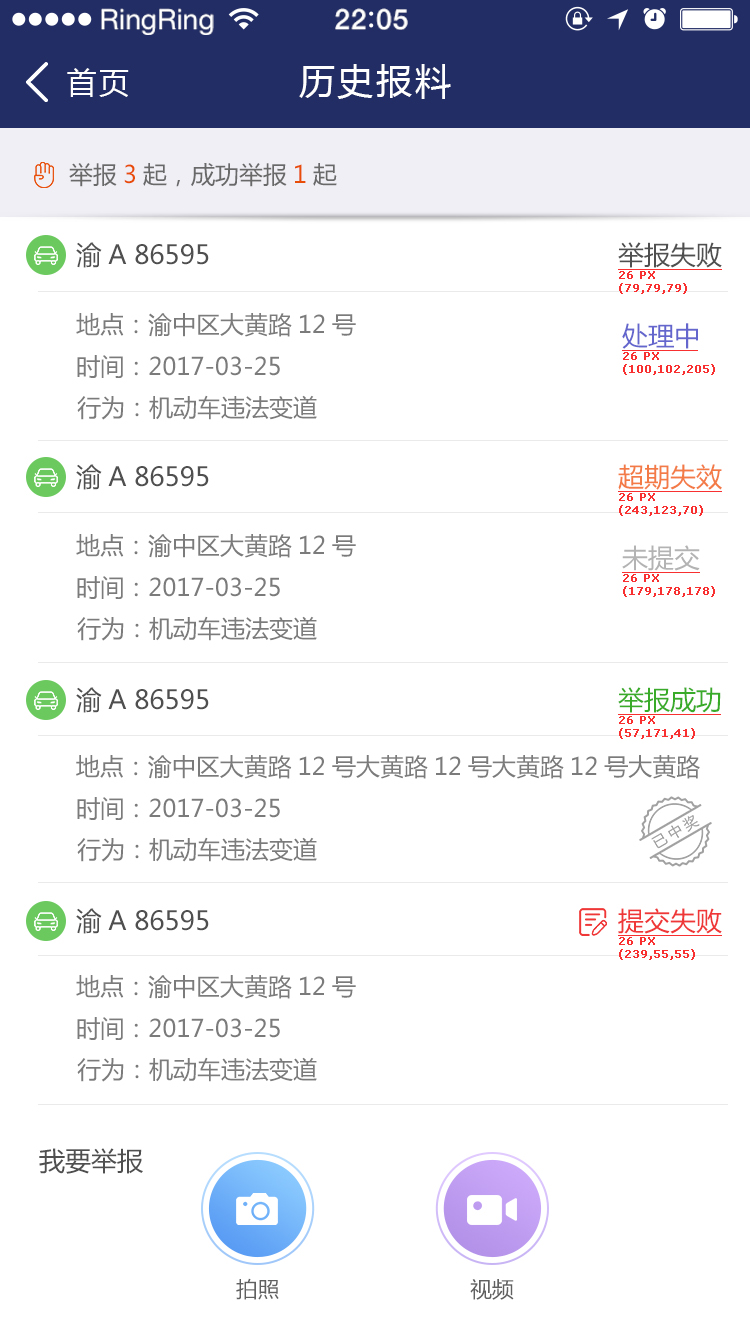 RingRing 22:05
首页 历史报料
举报 3 起，成功举报 1 起
渝 A 86595 举报失败
26 PX
(79,79,79)
地点：渝中区大黄路 12 号
处理中
26 PX
(100,102,205)
时间：2017-03-25
行为：机动车违法变道
渝 A 86595 超期失效
26 PX
(243,123,70)
地点：渝中区大黄路 12 号
未提交
26 PX
(179,178,178)
时间：2017-03-25
行为：机动车违法变道
渝 A 86595 举报成功
26 PX
(57,171,41)
地点：渝中区大黄路 12 号大黄路 12 号大黄路 12 号大黄路
时间：2017-03-25
已中奖
行为：机动车违法变道
渝 A 86595 提交失败
26 PX
(239,55,55)
地点：渝中区大黄路 12 号
时间：2017-03-25
行为：机动车违法变道
我要举报
拍照 视频